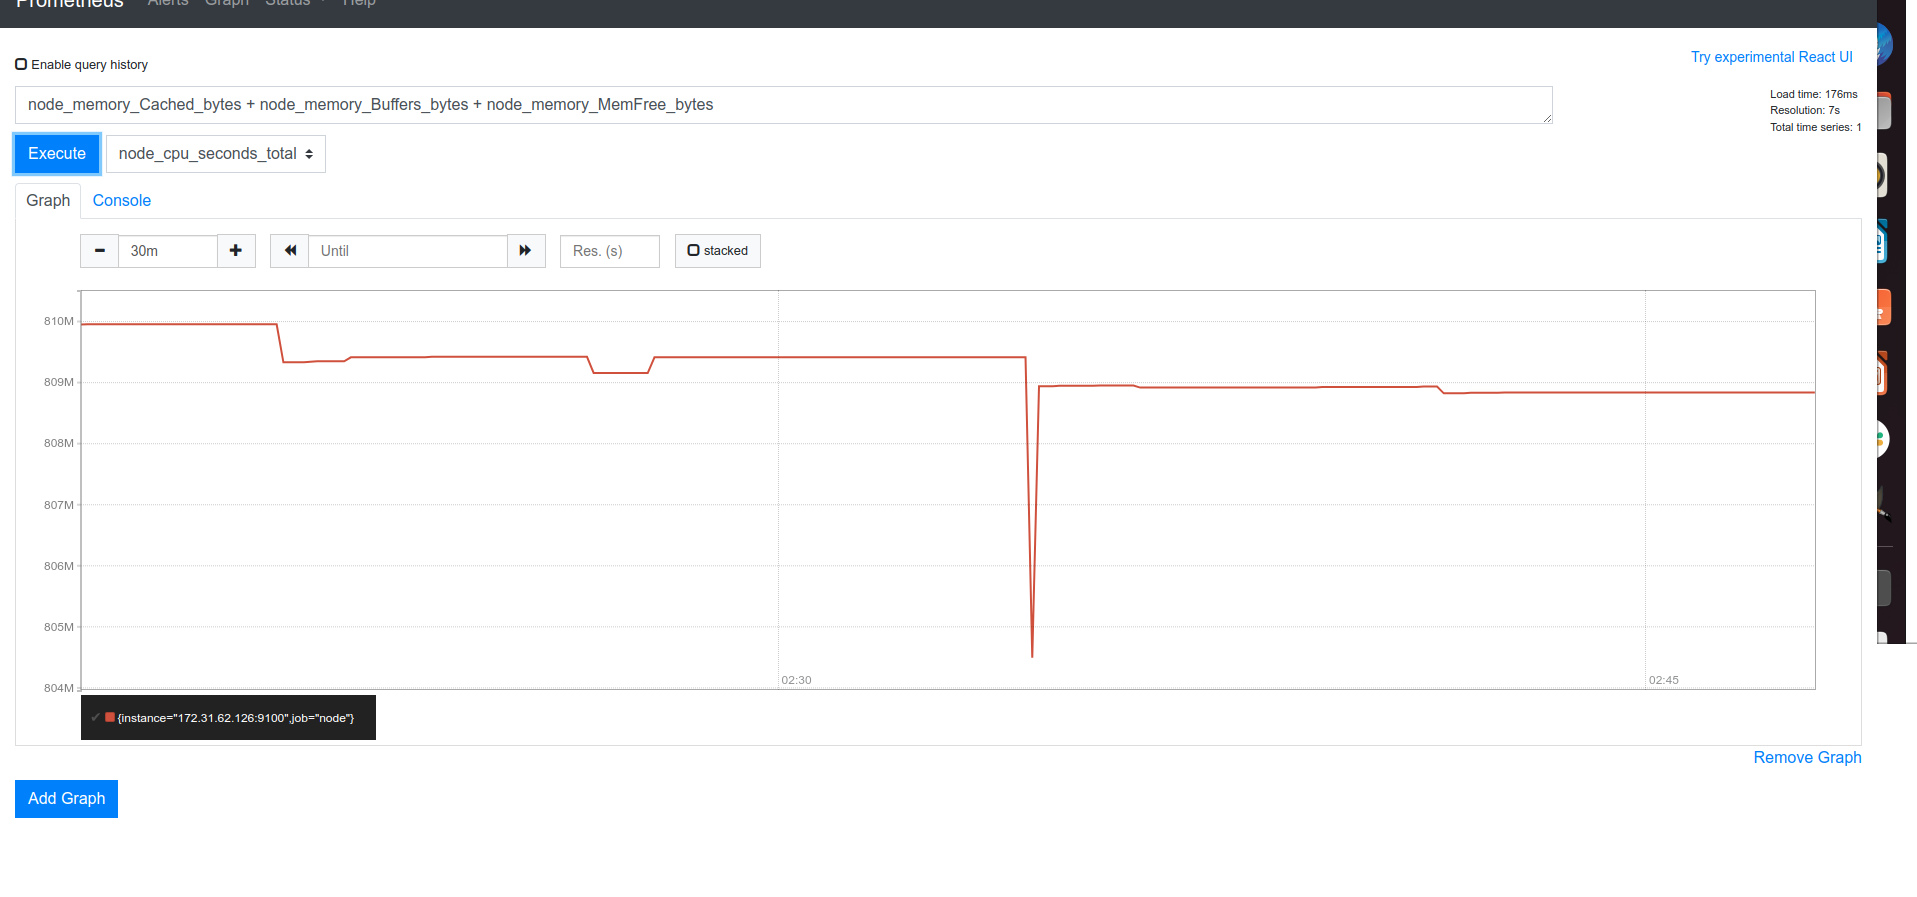 Prometheus Alerts Graph Status Help
Enable query history
Try experimental React UI
node_memory_Cached_bytes + node_memory_Buffers_bytes + node_memory_MemFree_bytes
Load time: 176ms
Resolution: 7s
Total time series: 1
Execute node_cpu_seconds_total
Graph Console
30m Until Res. (s) stacked
810M
809M
808M
807M
806M
805M
804M
02:30 02:45
{instance="172.31.62.126:9100",job="node"}
Remove Graph
Add Graph